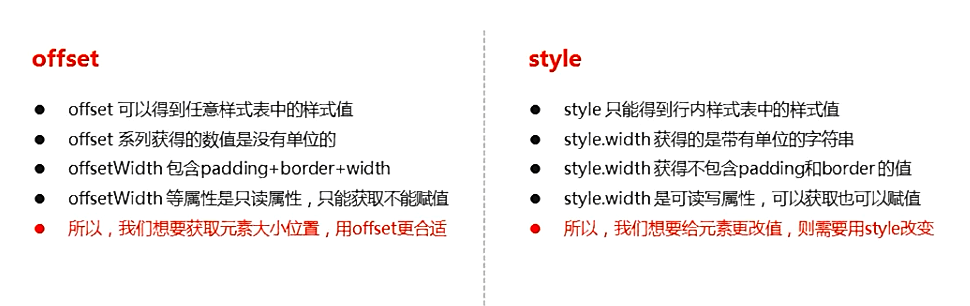 offset
● offset 可以得到任意样式表中的样式值
● offset 系列获得的数值是没有单位的
● offsetWidth 包含padding+border+width
● offsetWidth 等属性是只读属性，只能获取不能赋值
● 所以，我们想要获取元素大小位置，用offset更合适
style
● style 只能得到行内样式表中的样式值
● style.width 获得的是带有单位的字符串
● style.width 获得不包含padding和border 的值
● style.width 是可读写属性，可以获取也可以赋值
● 所以，我们想要给元素更改值，则需要用style改变